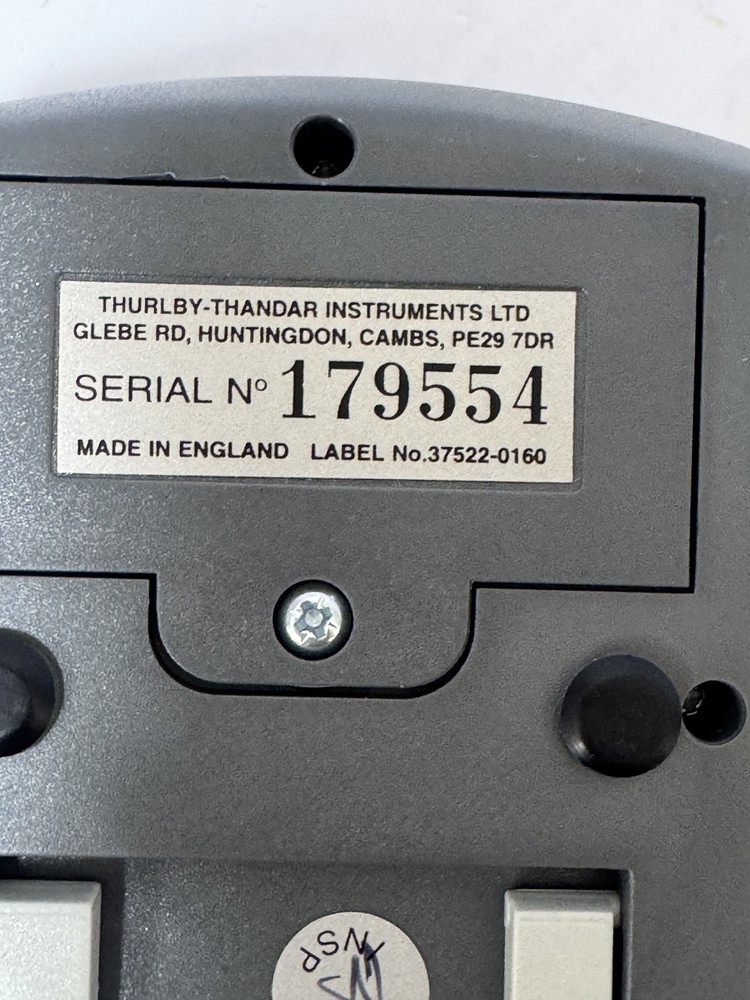 THURLBY-THANDAR INSTRUMENTS LTD
GLEBE RD, HUNTINGDON, CAMBS, PE29 7DR
SERIAL Nº 179554
MADE IN ENGLAND LABEL No.37522-0160
INSP